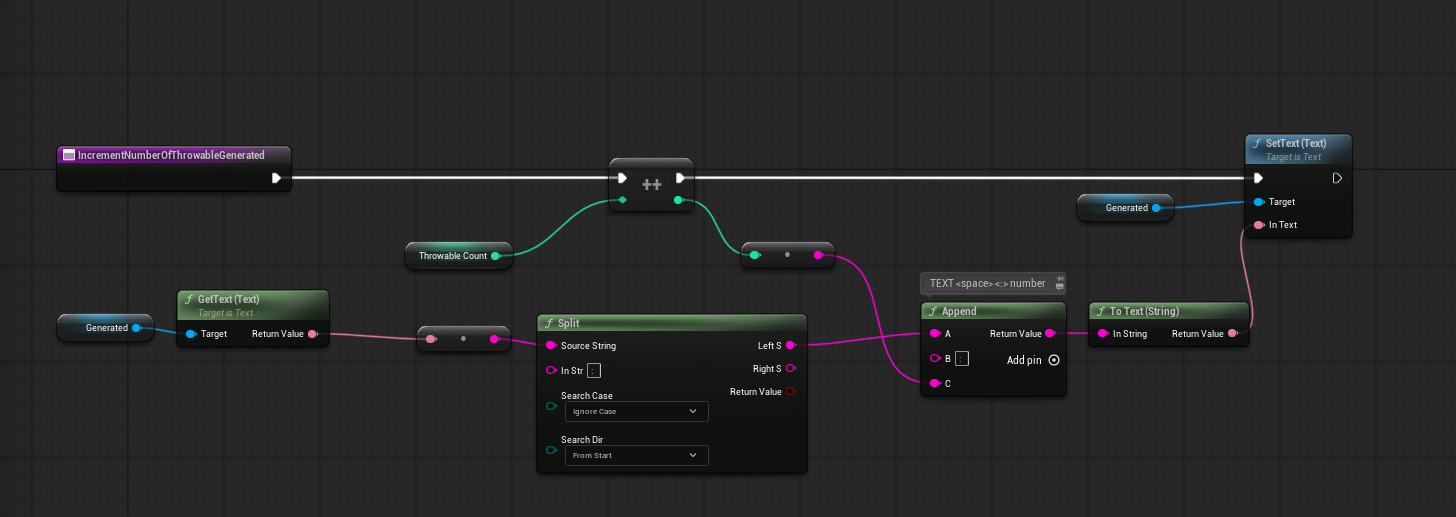 IncrementNumberOfThrowableGenerated
++
SetText (Text)
Target is Text
Generated
Target
In Text
Throwable Count
GetText (Text)
Target is Text
Generated
Target
Return Value
Split
Source String
Left S
In Str
:
Right S
Return Value
Search Case
Ignore Case
Search Dir
From Start
TEXT <space> <:> number
Append
A
Return Value
B
:
Add pin
C
To Text (String)
In String
Return Value